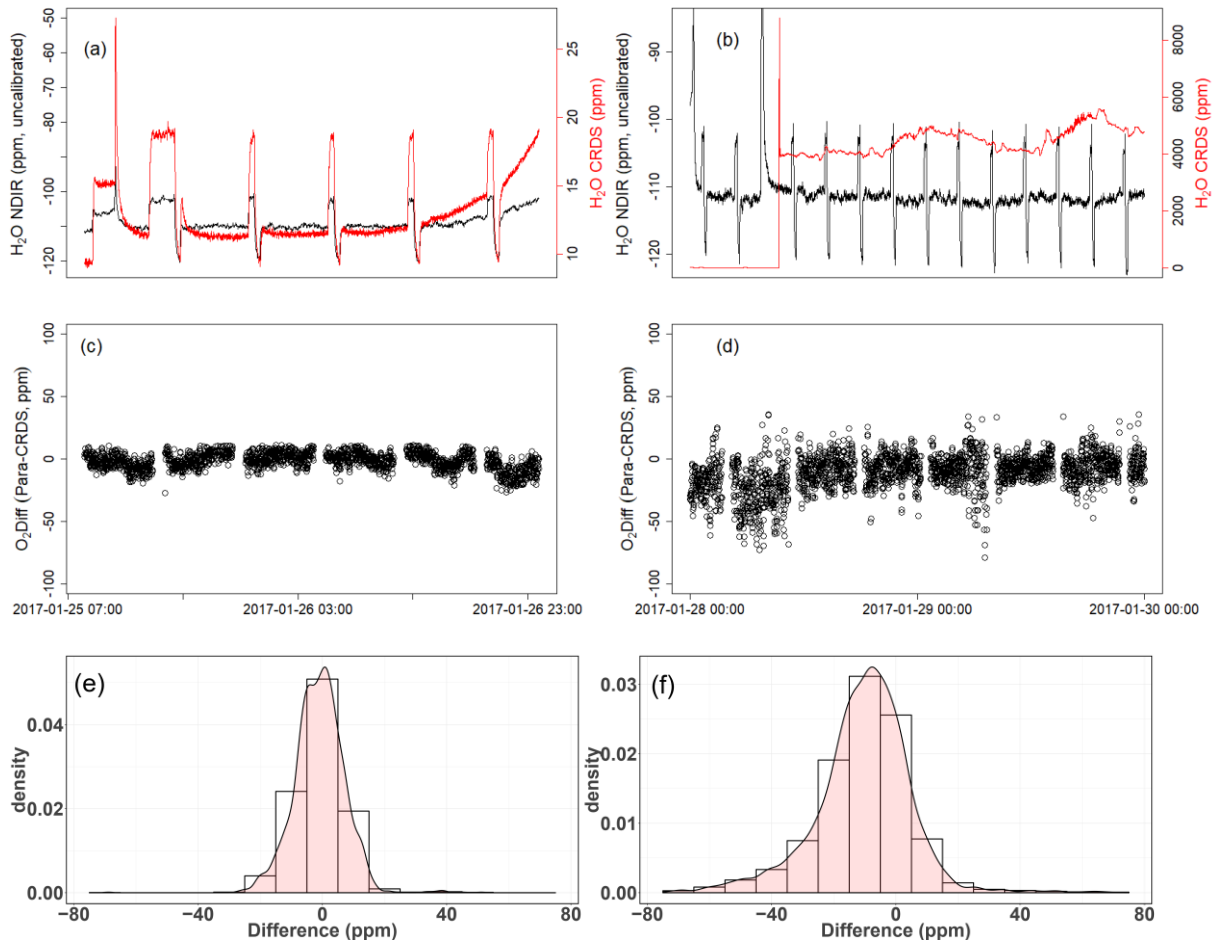 (a)
H₂O NDIR (ppm, uncalibrated)
-50
-60
-70
-80
-90
-100
-110
-120
25
20
15
10
H₂O CRDS (ppm)
(b)
H₂O NDIR (ppm, uncalibrated)
-90
-100
-110
-120
8000
6000
4000
2000
0
H₂O CRDS (ppm)
(c)
O₂Diff (Para-CRDS, ppm)
100
50
0
-50
-100
2017-01-25 07:00 2017-01-26 03:00 2017-01-26 23:00
(d)
O₂Diff (Para-CRDS, ppm)
100
50
0
-50
-100
2017-01-28 00:00 2017-01-29 00:00 2017-01-30 00:00
(e)
density
0.04
0.02
0.00
−80 −40 0 40 80
Difference (ppm)
(f)
density
0.03
0.02
0.01
0.00
−80 −40 0 40 80
Difference (ppm)